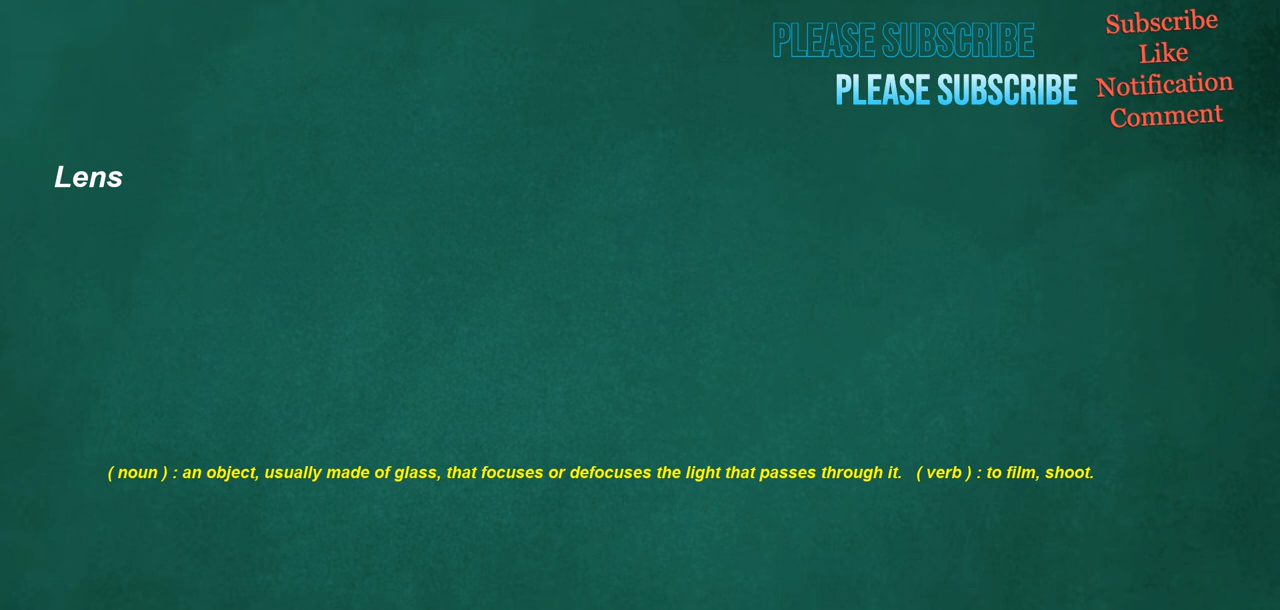 PLEASE SUBSCRIBE
PLEASE SUBSCRIBE
Subscribe
Like
Notification
Comment
Lens
( noun ) : an object, usually made of glass, that focuses or defocuses the light that passes through it.   ( verb ) : to film, shoot.